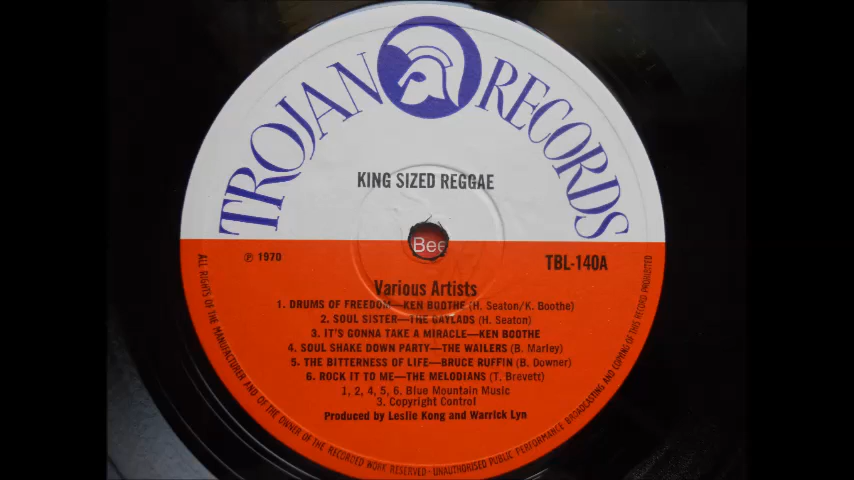 TROJAN RECORDS
KING SIZED REGGAE
Bee
℗ 1970
TBL-140A
Various Artists
1. DRUMS OF FREEDOM—KEN BOOTHE (H. Seaton/K. Boothe)
2. SOUL SISTER—THE GAYLADS (H. Seaton)
3. IT'S GONNA TAKE A MIRACLE—KEN BOOTHE
4. SOUL SHAKE DOWN PARTY—THE WAILERS (B. Marley)
5. THE BITTERNESS OF LIFE—BRUCE RUFFIN (B. Downer)
6. ROCK IT TO ME—THE MELODIANS (T. Brevett)
1, 2, 4, 5, 6. Blue Mountain Music
3. Copyright Control
Produced by Leslie Kong and Warrick Lyn
ALL RIGHTS OF THE MANUFACTURER AND OF THE OWNER OF THE RECORDED WORK RESERVED · UNAUTHORISED PUBLIC PERFORMANCE BROADCASTING AND COPYING OF THIS RECORD PROHIBITED